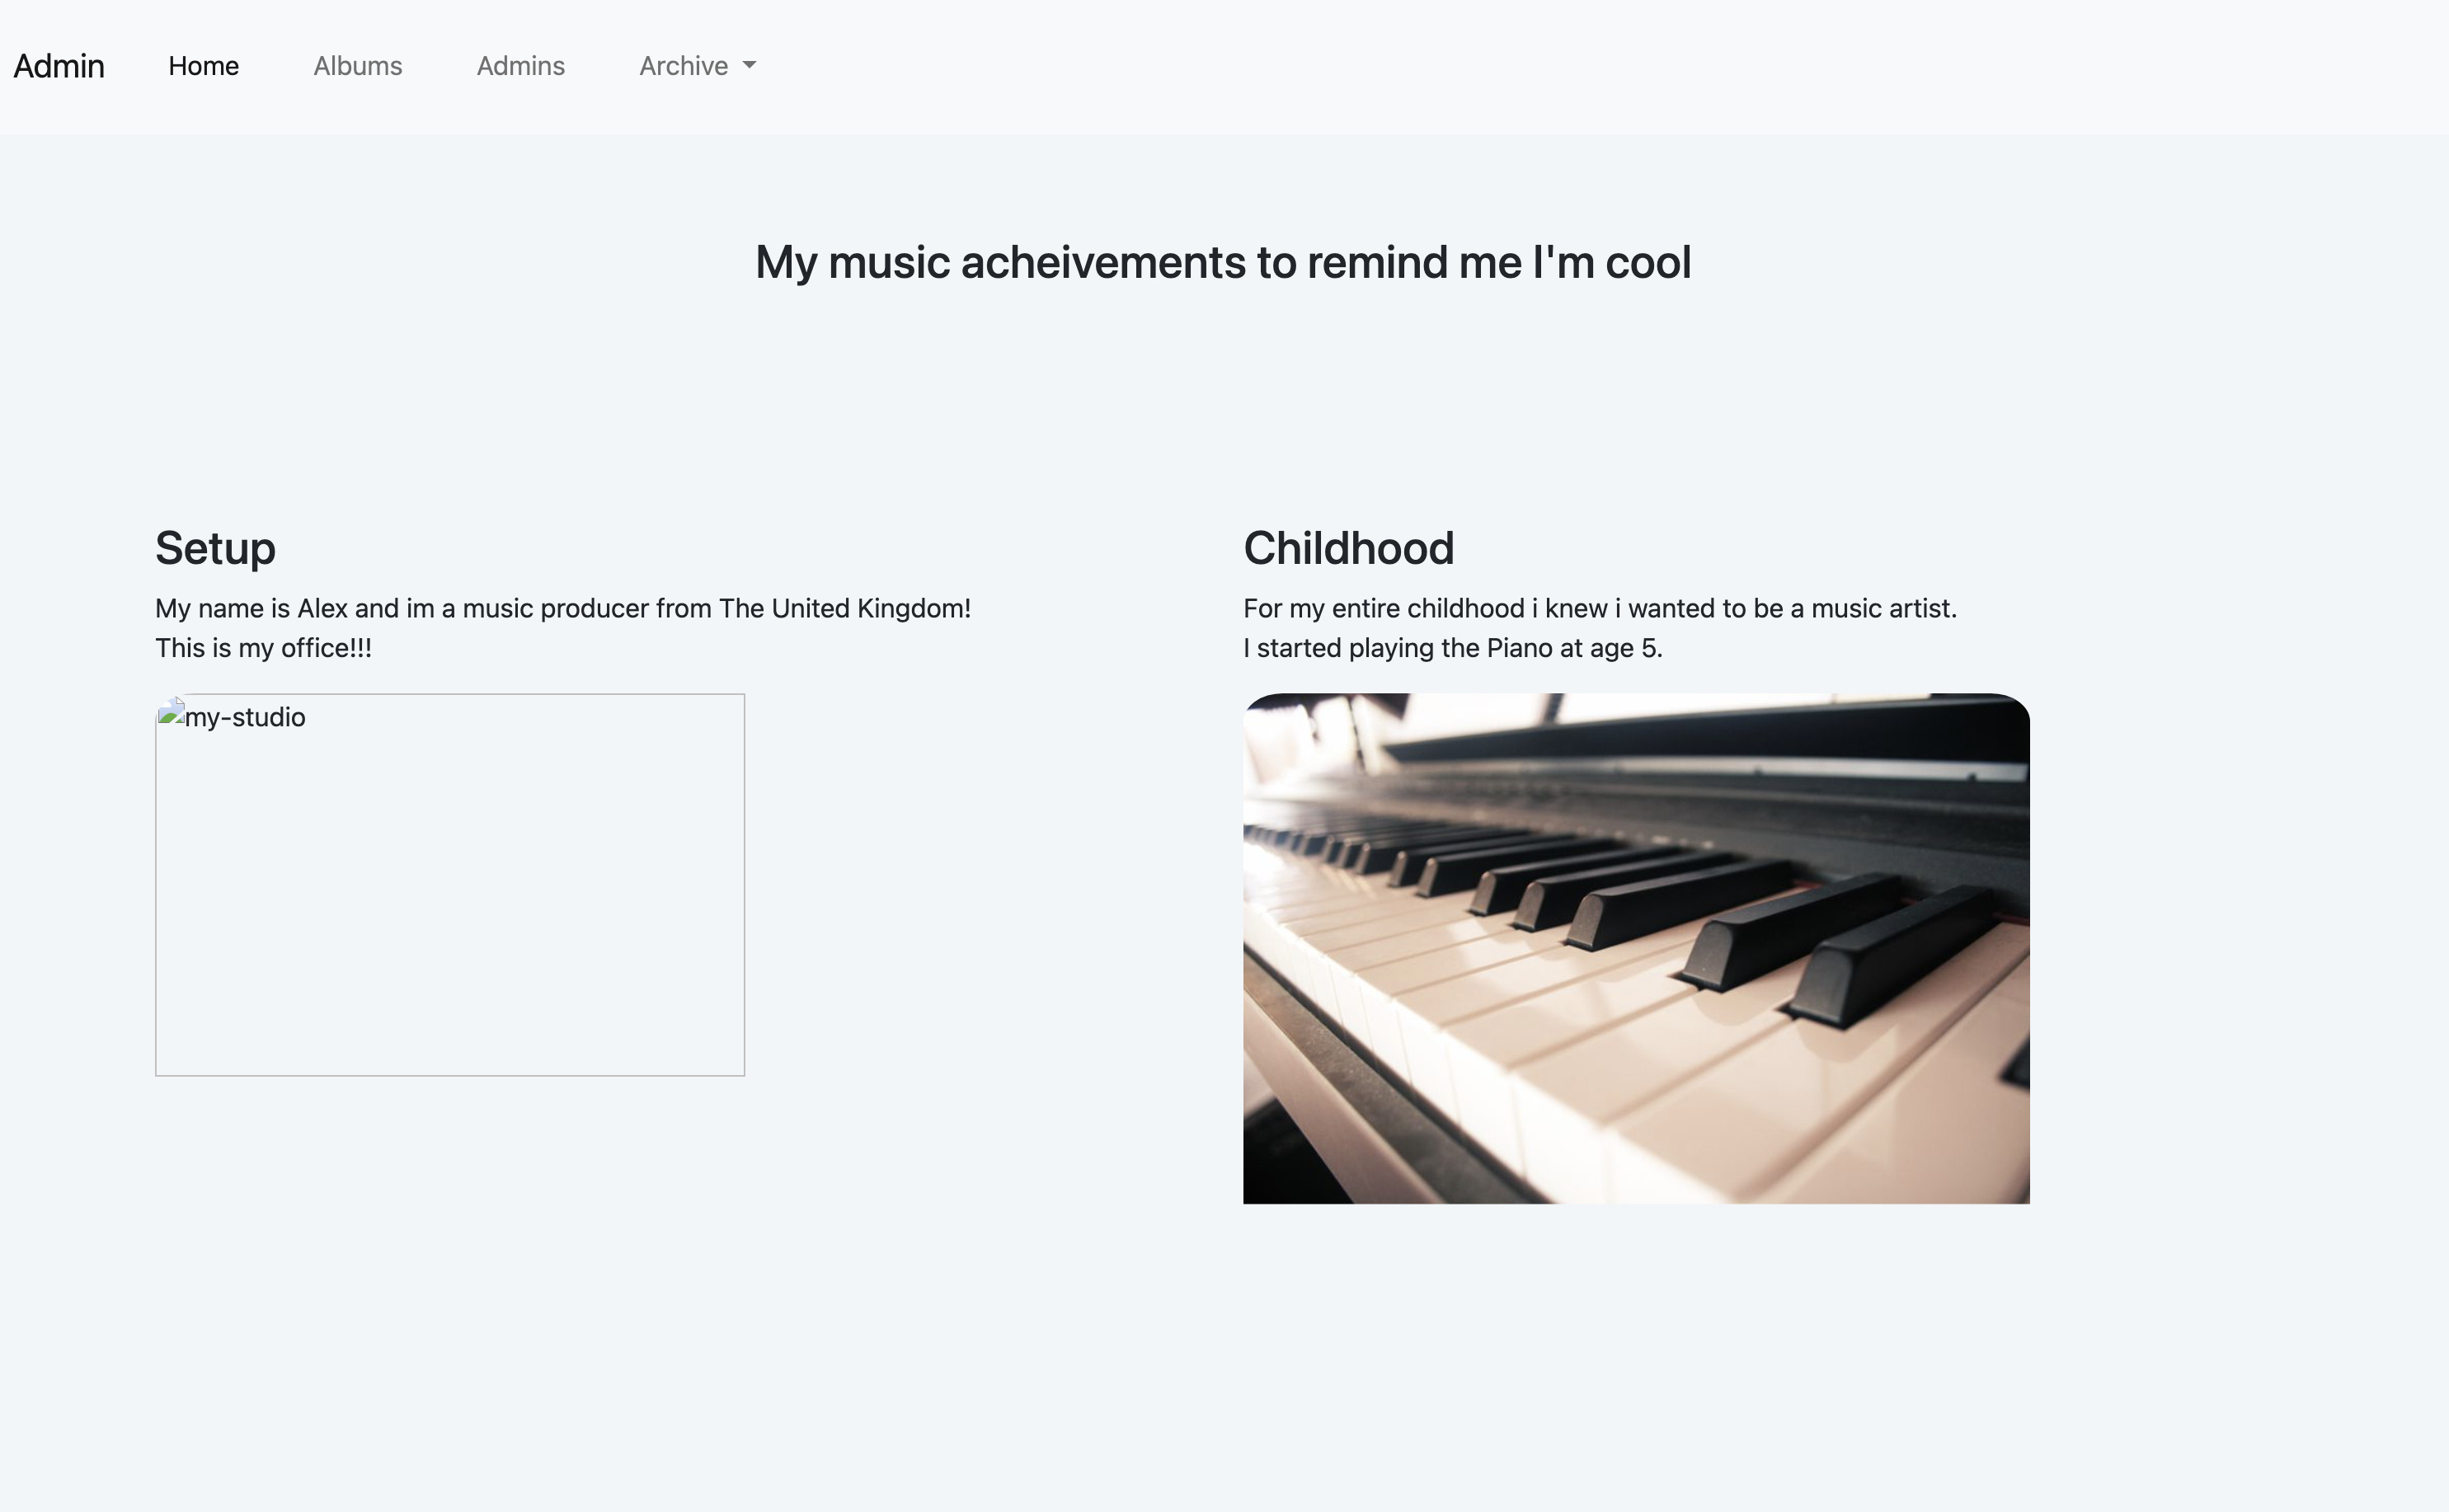 Admin Home Albums Admins Archive
My music acheivements to remind me I'm cool
Setup
My name is Alex and im a music producer from The United Kingdom!
This is my office!!!
my-studio
Childhood
For my entire childhood i knew i wanted to be a music artist.
I started playing the Piano at age 5.